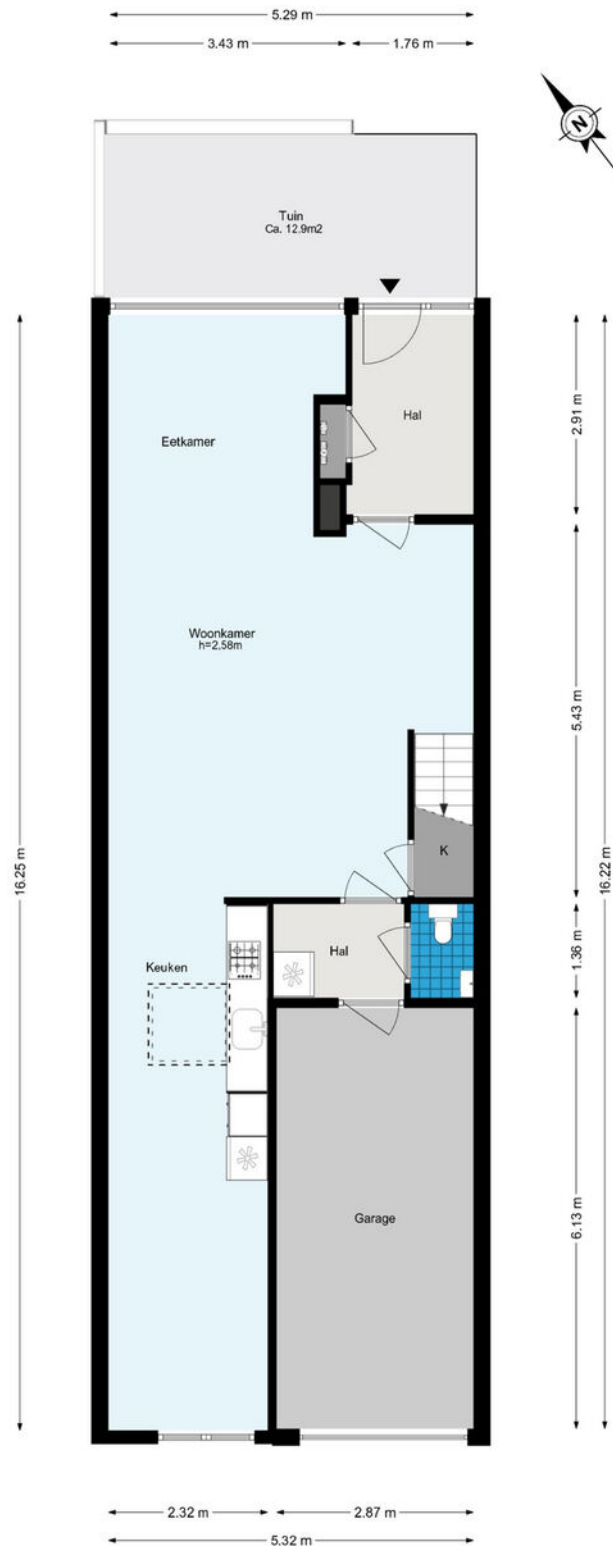 5.29 m
3.43 m
1.76 m
N
Tuin
Ca. 12.9m2
Hal
2.91 m
Eetkamer
Woonkamer
h=2,58m
5.43 m
16.25 m
16.22 m
K
Hal
1.36 m
Keuken
Garage
6.13 m
2.32 m
2.87 m
5.32 m